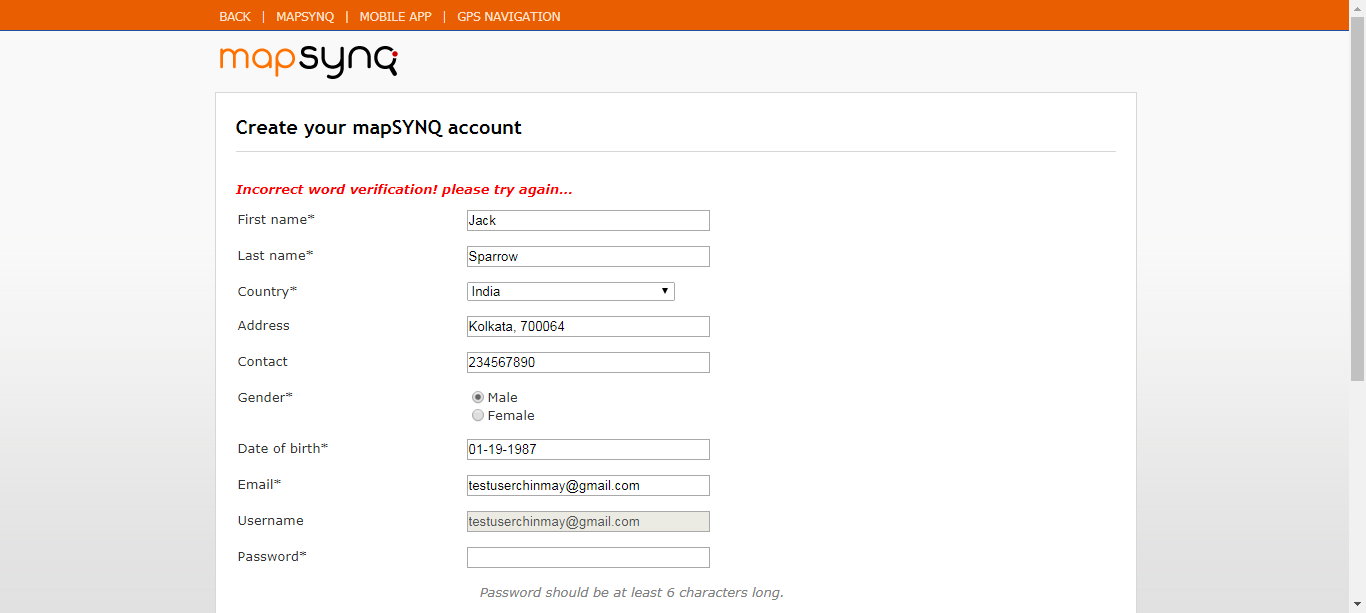 BACK | MAPSYNQ | MOBILE APP | GPS NAVIGATION
mapsynq
Create your mapSYNQ account
Incorrect word verification! please try again...
First name* Jack
Last name* Sparrow
Country* India
Address Kolkata, 700064
Contact 234567890
Gender* Male
Female
Date of birth* 01-19-1987
Email* testuserchinmay@gmail.com
Username testuserchinmay@gmail.com
Password*
Password should be at least 6 characters long.